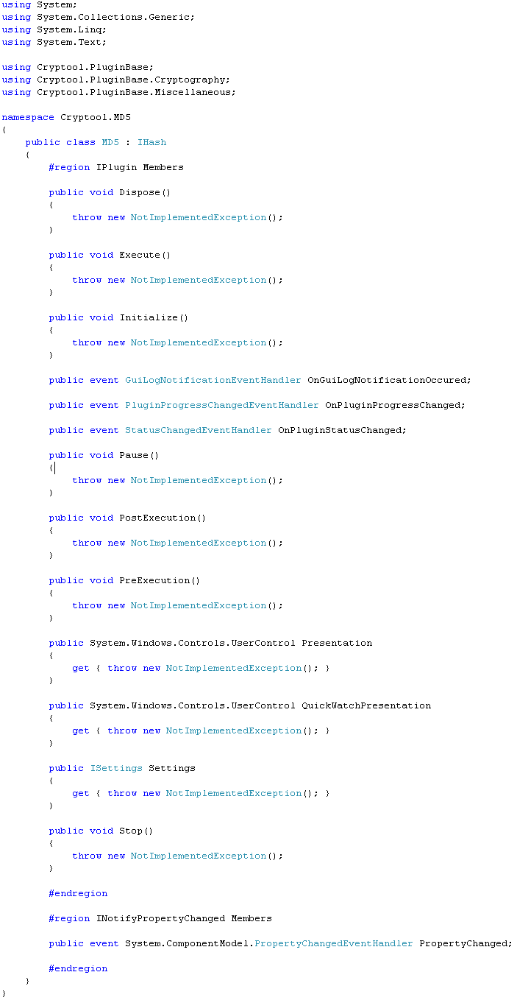 using System;
using System.Collections.Generic;
using System.Linq;
using System.Text;

using Cryptool.PluginBase;
using Cryptool.PluginBase.Cryptography;
using Cryptool.PluginBase.Miscellaneous;

namespace Cryptool.MD5
{
    public class MD5 : IHash
    {
        #region IPlugin Members

        public void Dispose()
        {
            throw new NotImplementedException();
        }

        public void Execute()
        {
            throw new NotImplementedException();
        }

        public void Initialize()
        {
            throw new NotImplementedException();
        }

        public event GuiLogNotificationEventHandler OnGuiLogNotificationOccured;

        public event PluginProgressChangedEventHandler OnPluginProgressChanged;

        public event StatusChangedEventHandler OnPluginStatusChanged;

        public void Pause()
        {
            throw new NotImplementedException();
        }

        public void PostExecution()
        {
            throw new NotImplementedException();
        }

        public void PreExecution()
        {
            throw new NotImplementedException();
        }

        public System.Windows.Controls.UserControl Presentation
        {
            get { throw new NotImplementedException(); }
        }

        public System.Windows.Controls.UserControl QuickWatchPresentation
        {
            get { throw new NotImplementedException(); }
        }

        public ISettings Settings
        {
            get { throw new NotImplementedException(); }
        }

        public void Stop()
        {
            throw new NotImplementedException();
        }

        #endregion

        #region INotifyPropertyChanged Members

        public event System.ComponentModel.PropertyChangedEventHandler PropertyChanged;

        #endregion
    }
}